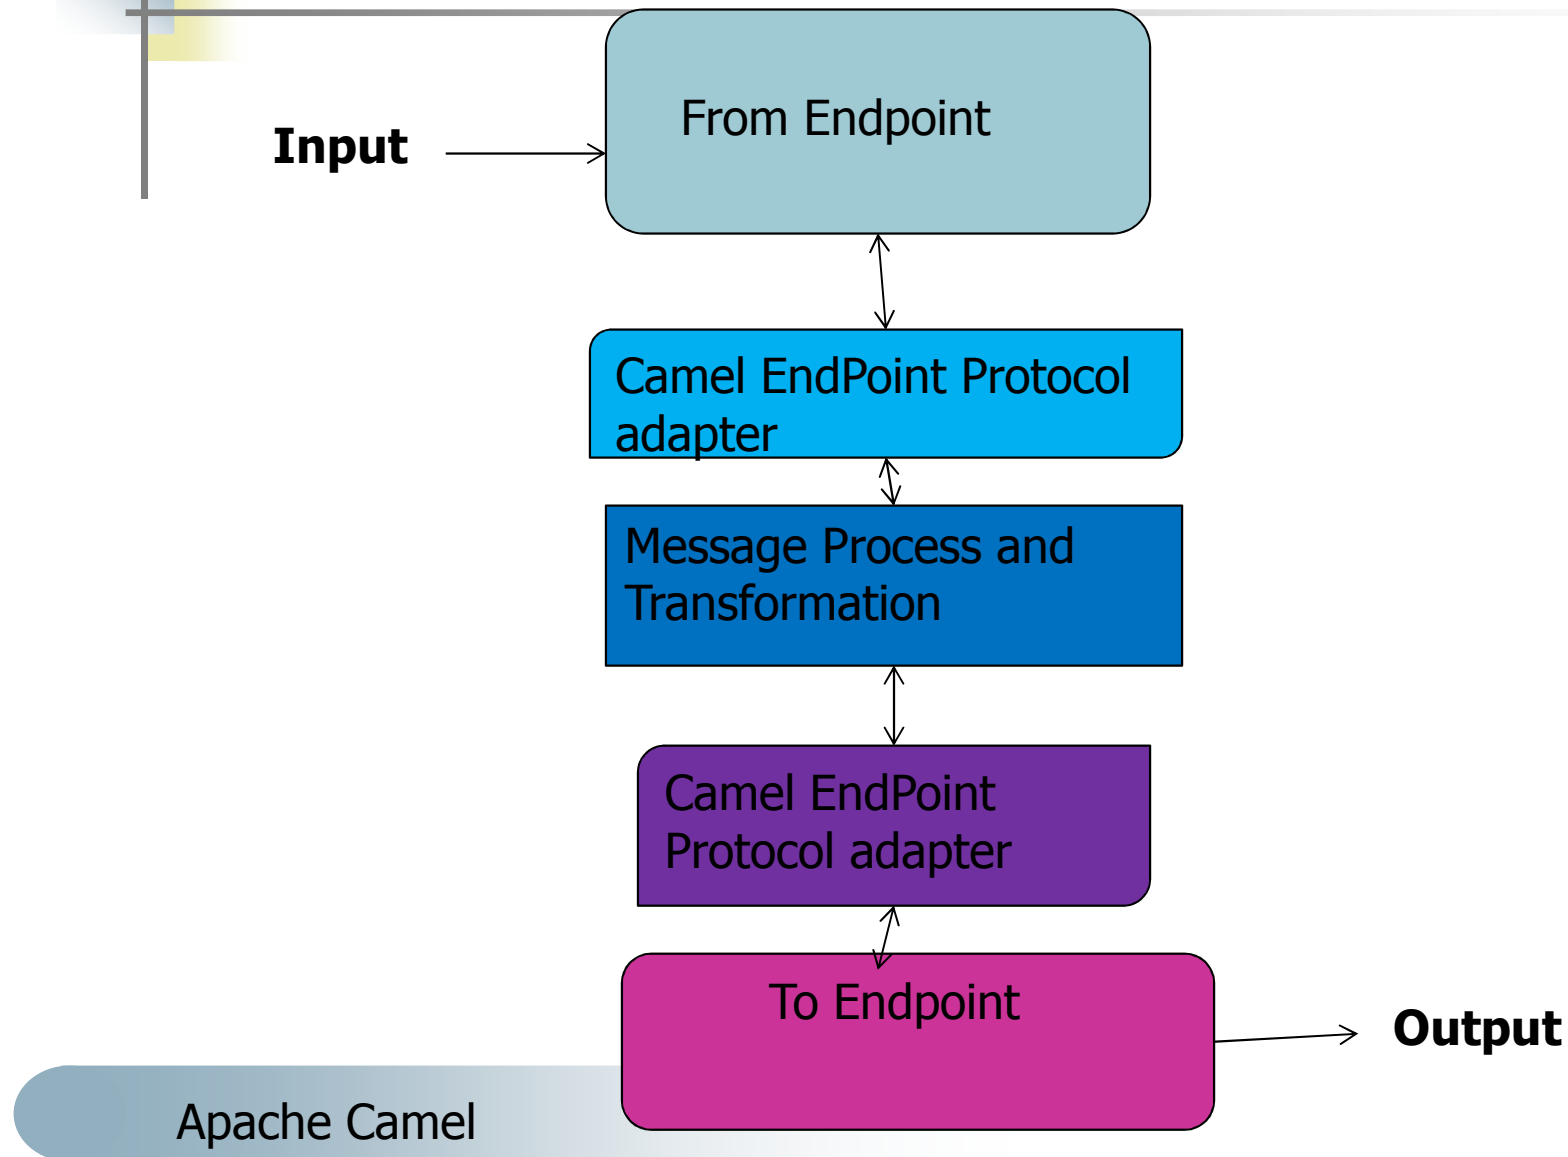 From Endpoint
Input
Camel EndPoint Protocol
adapter
Message Process and
Transformation
Camel EndPoint
Protocol adapter
To Endpoint
Output
Apache Camel